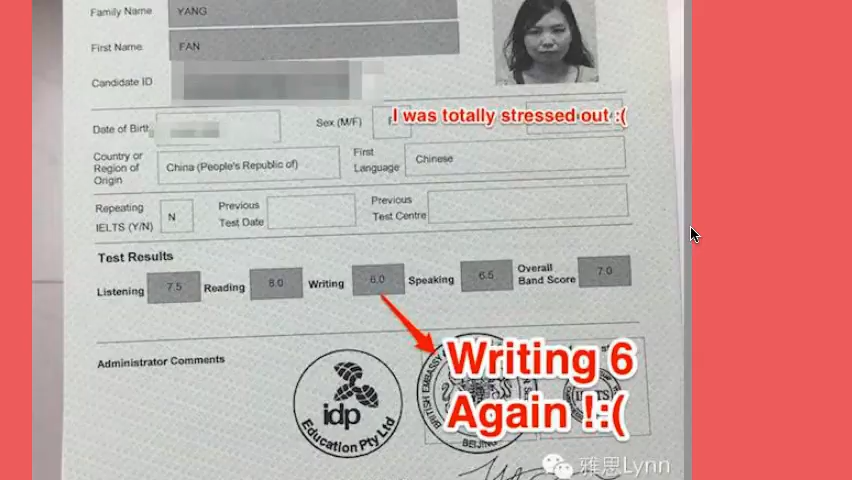 Family Name YANG
First Name FAN
Candidate ID
Date of Birth Sex (M/F) F
I was totally stressed out :(
Country or Region of Origin China (People's Republic of) First Language Chinese
Repeating IELTS (Y/N) N Previous Test Date Previous Test Centre
Test Results
Listening 7.5 Reading 8.0 Writing 6.0 Speaking 6.5 Overall Band Score 7.0
Administrator Comments
idp
Education Pty Ltd
BRITISH EMBASSY
BEIJING
Writing 6
Again !:(
雅思Lynn